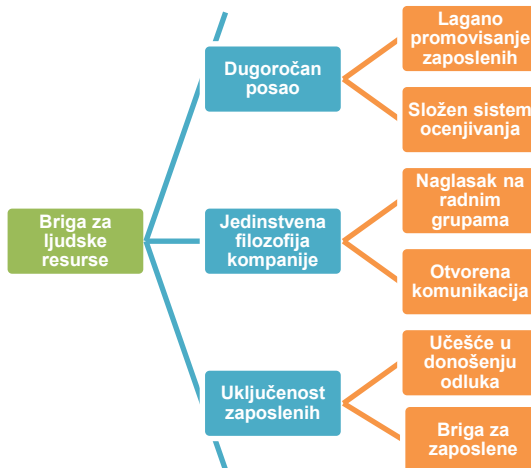 Briga za
ljudske
resurse
Dugoročan
posao
Lagano
promovisanje
zaposlenih
Složen sistem
ocenjivanja
Jedinstvena
filozofija
kompanije
Naglasak na
radnim
grupama
Otvorena
komunikacija
Uključenost
zaposlenih
Učešće u
donošenju
odluka
Briga za
zaposlene